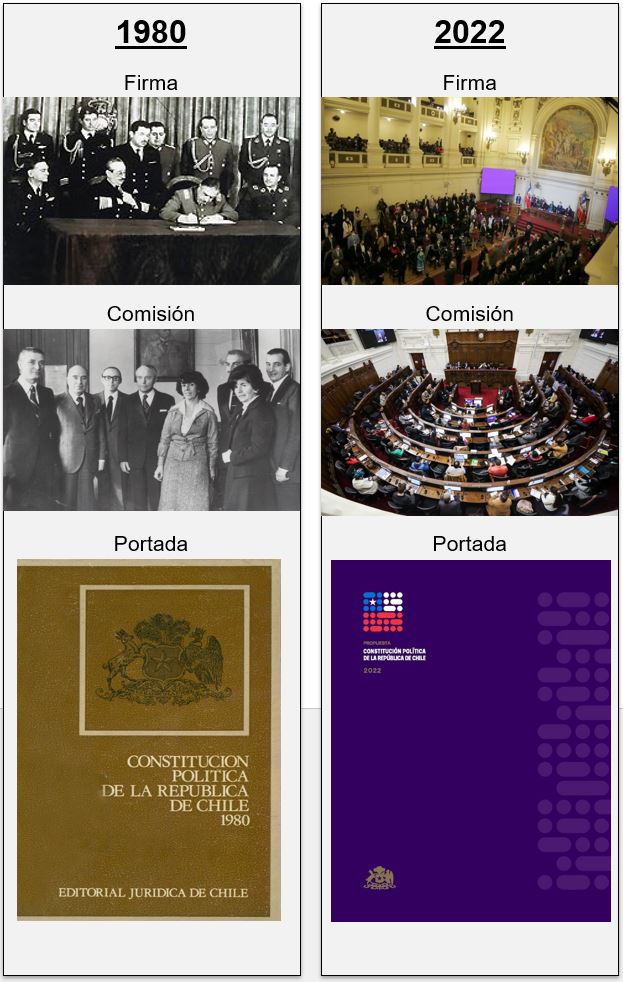 1980
Firma
Comisión
Portada
CONSTITUCION
POLITICA
DE LA REPUBLICA
DE CHILE
1980
EDITORIAL JURIDICA DE CHILE
2022
Firma
Comisión
Portada
PROPUESTA
CONSTITUCIÓN POLÍTICA
DE LA REPÚBLICA DE CHILE
2022